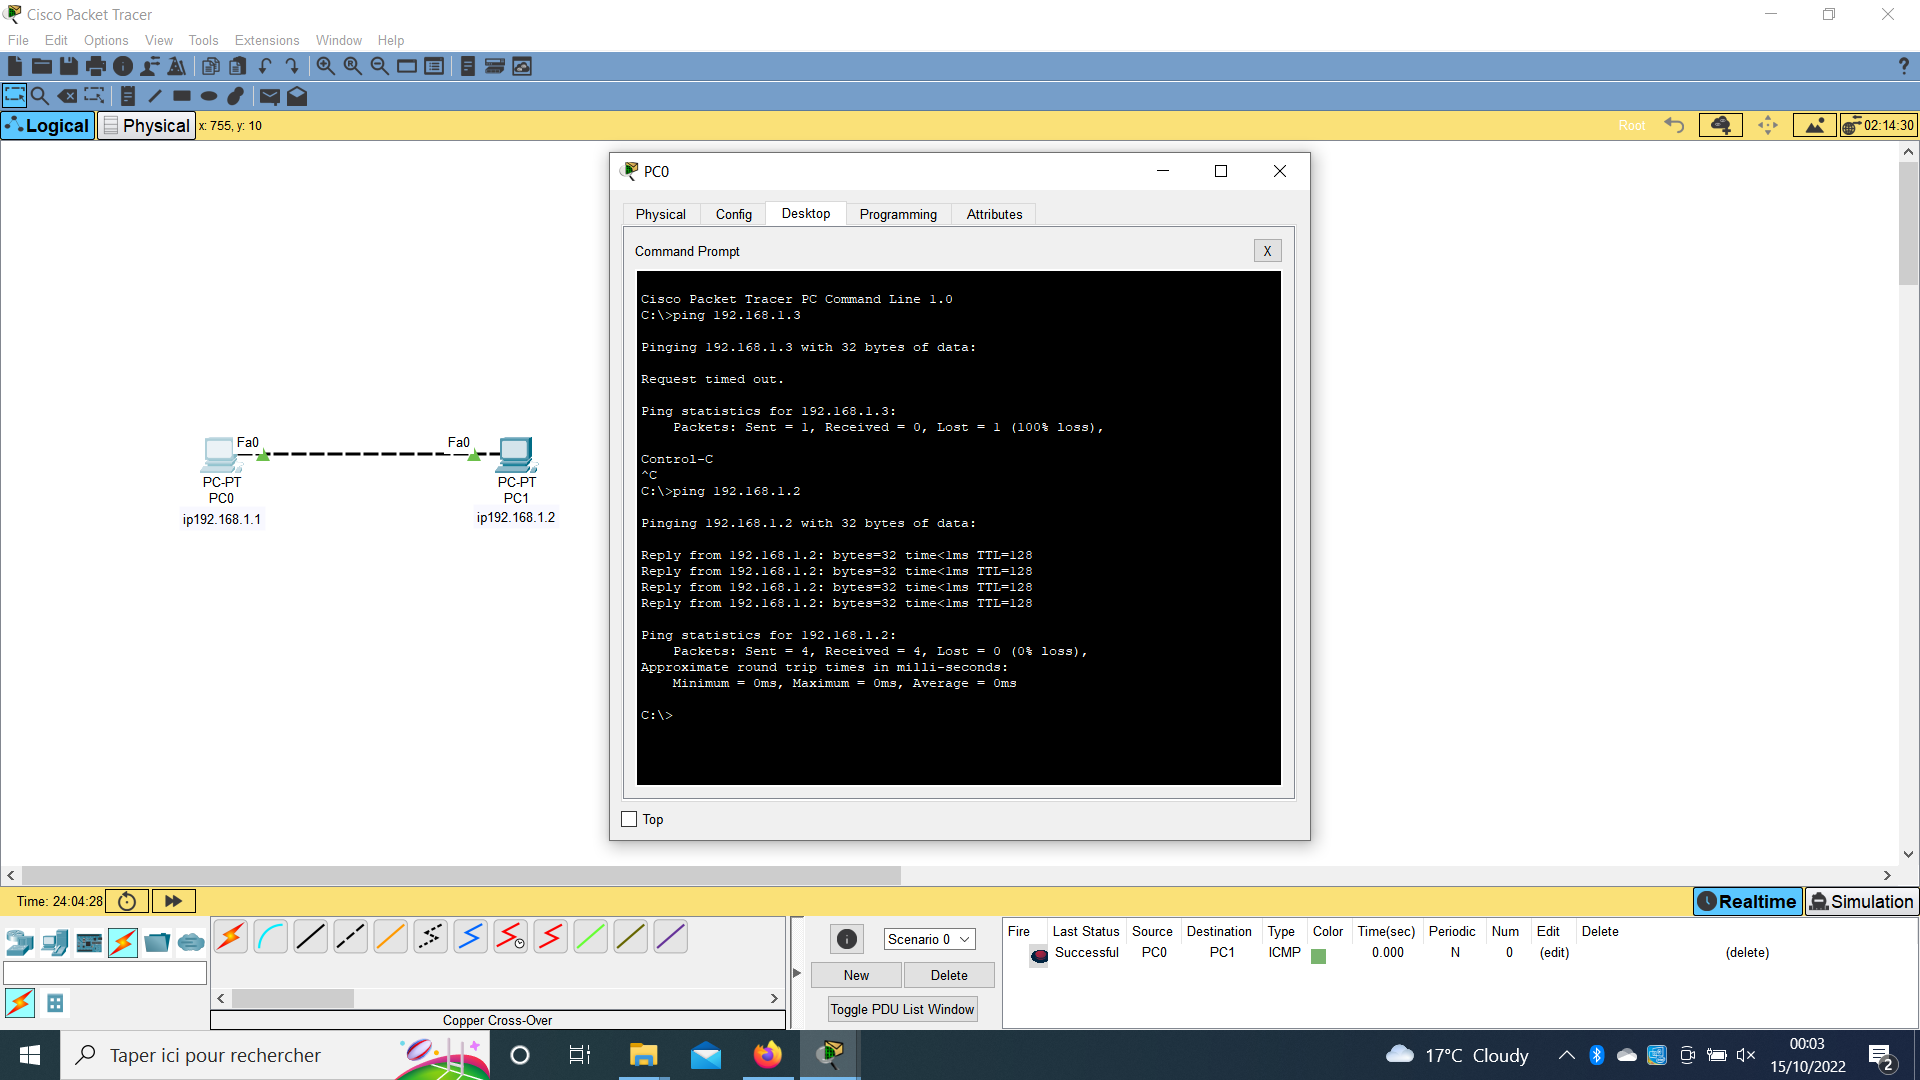 Cisco Packet Tracer
File Edit Options View Tools Extensions Window Help
?
Logical Physical x: 755, y: 10 Root 02:14:30
PC0
Physical Config Desktop Programming Attributes
Command Prompt X
Cisco Packet Tracer PC Command Line 1.0
C:\>ping 192.168.1.3
Pinging 192.168.1.3 with 32 bytes of data:
Request timed out.
Ping statistics for 192.168.1.3:
Packets: Sent = 1, Received = 0, Lost = 1 (100% loss),
Control-C
^C
C:\>ping 192.168.1.2
Pinging 192.168.1.2 with 32 bytes of data:
Reply from 192.168.1.2: bytes=32 time<1ms TTL=128
Reply from 192.168.1.2: bytes=32 time<1ms TTL=128
Reply from 192.168.1.2: bytes=32 time<1ms TTL=128
Reply from 192.168.1.2: bytes=32 time<1ms TTL=128
Ping statistics for 192.168.1.2:
Packets: Sent = 4, Received = 4, Lost = 0 (0% loss),
Approximate round trip times in milli-seconds:
Minimum = 0ms, Maximum = 0ms, Average = 0ms
C:\>
Top
Fa0 Fa0
PC-PT PC-PT
PC0 PC1
ip192.168.1.1 ip192.168.1.2
Time: 24:04:28 Realtime Simulation
Scenario 0
New Delete
Toggle PDU List Window
Copper Cross-Over
Fire Last Status Source Destination Type Color Time(sec) Periodic Num Edit Delete
Successful PC0 PC1 ICMP 0.000 N 0 (edit) (delete)
Taper ici pour rechercher
17°C Cloudy
00:03
15/10/2022
2